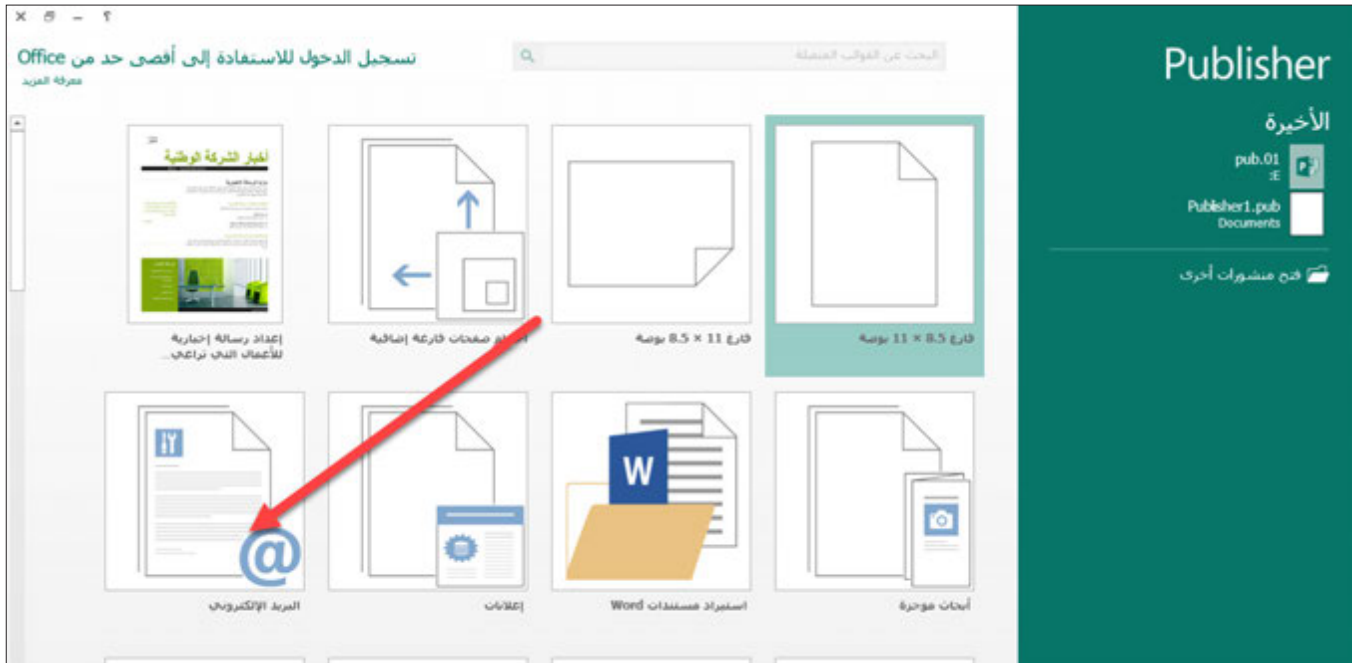 ؟
Publisher
الأخيرة
pub.01
E:
Publisher1.pub
Documents
فتح منشورات أخرى
البحث عن القوالب المتصلة
تسجيل الدخول للاستفادة إلى أقصى حد من Office
معرفة المزيد
فارغ 8.5 × 11 بوصة
فارغ 11 × 8.5 بوصة
صفحات فارغة إضافية
إعداد رسالة إخبارية
للأعمال التي تراعي...
أخبار الشركة الوطنية
أبحاث موجزة
استيراد مستندات Word
W
إعلانات
البريد الإلكتروني
@